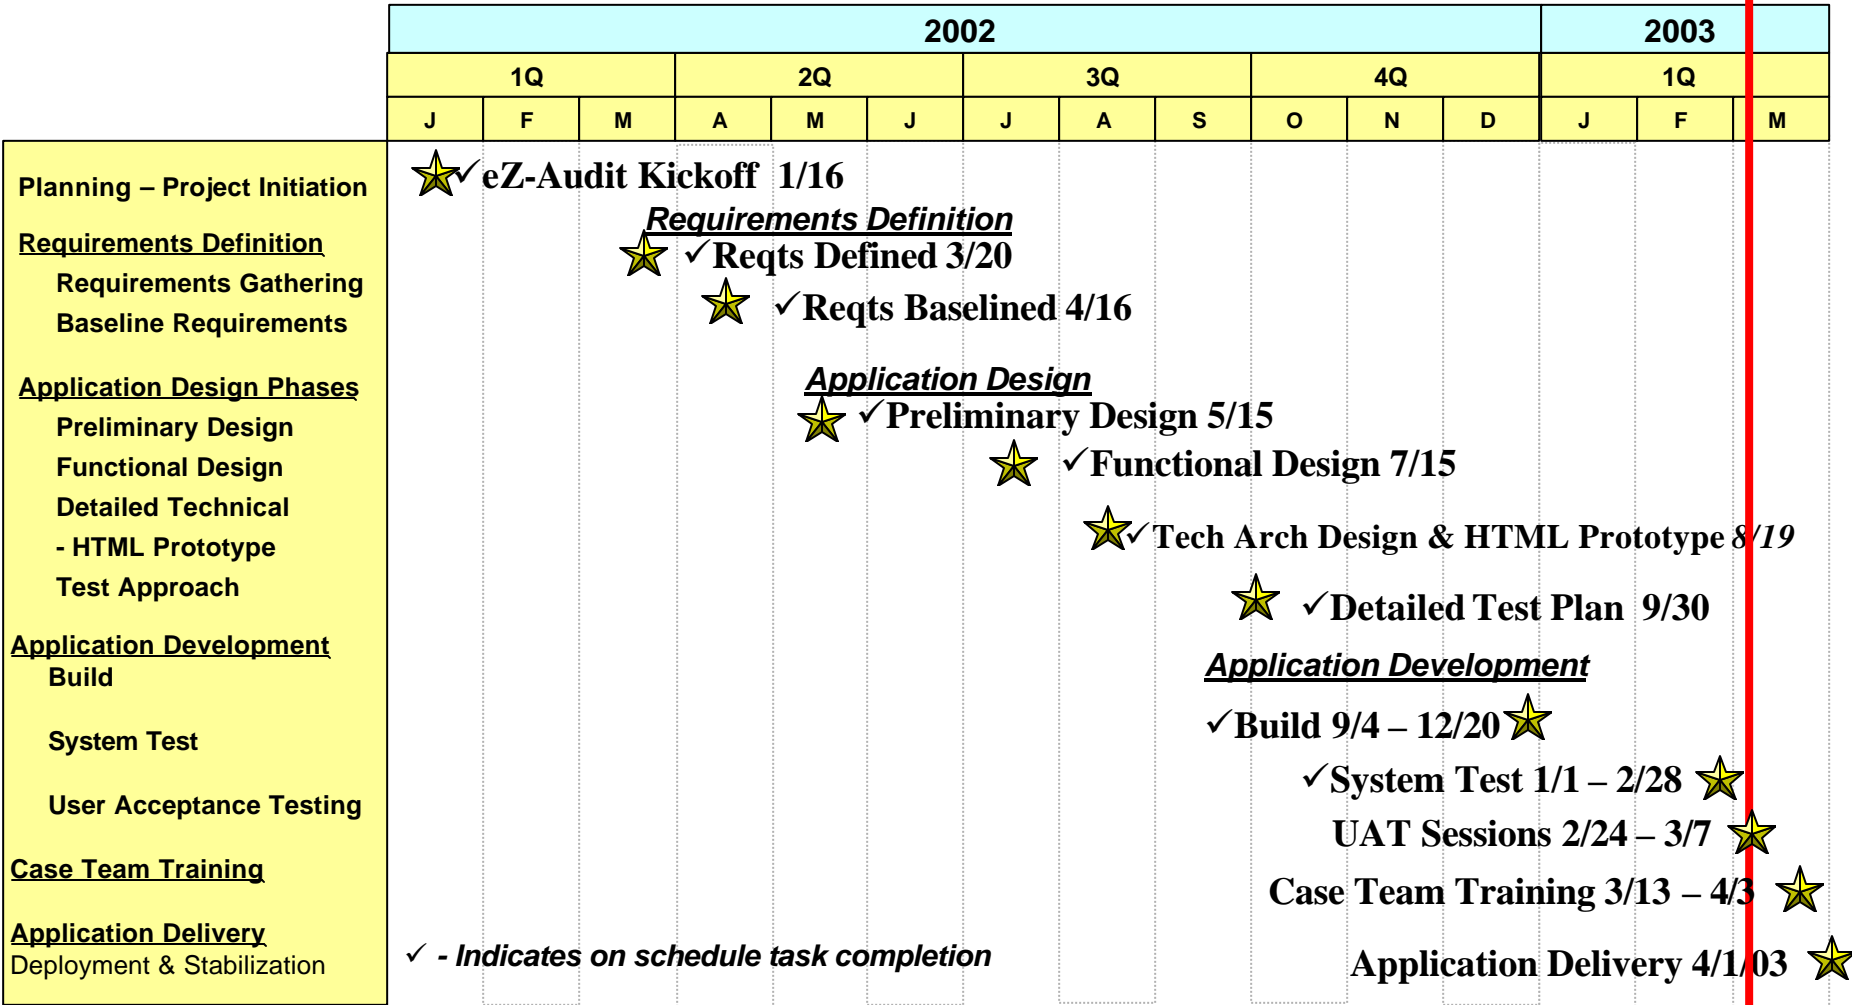 2002 2003
1Q 2Q 3Q 4Q 1Q
J F M A M J J A S O N D J F M
Planning – Project Initiation
✓eZ-Audit Kickoff 1/16
Requirements Definition
Requirements Definition
✓Reqts Defined 3/20
Requirements Gathering
✓Reqts Baselined 4/16
Baseline Requirements
Application Design Phases
Application Design
Preliminary Design
✓Preliminary Design 5/15
Functional Design
✓Functional Design 7/15
Detailed Technical
- HTML Prototype
✓Tech Arch Design & HTML Prototype 8/19
Test Approach
✓Detailed Test Plan 9/30
Application Development
Application Development
Build
✓Build 9/4 – 12/20
System Test
✓System Test 1/1 – 2/28
User Acceptance Testing
UAT Sessions 2/24 – 3/7
Case Team Training
Case Team Training 3/13 – 4/3
Application Delivery
Deployment & Stabilization
✓ - Indicates on schedule task completion
Application Delivery 4/1/03